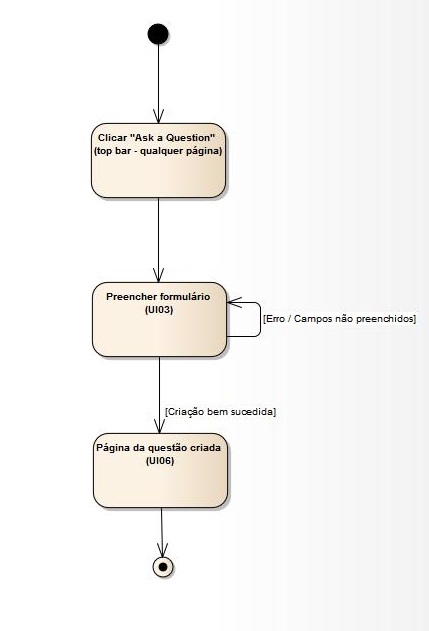 Clicar "Ask a Question"
(top bar - qualquer página)
Preencher formulário
(UI03)
[Erro / Campos não preenchidos]
[Criação bem sucedida]
Página da questão criada
(UI06)